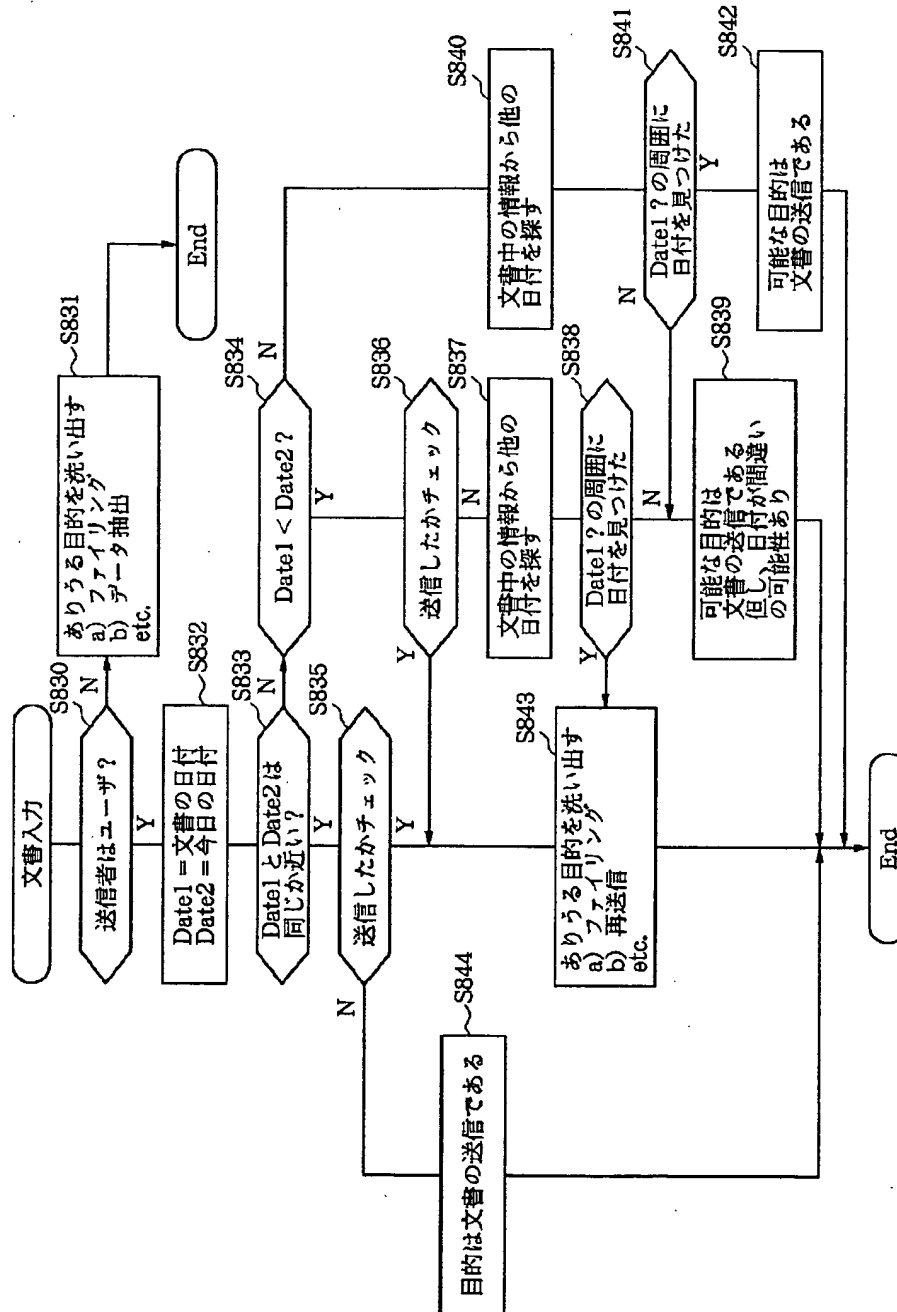 文書入力
S830
送信者はユーザ？
N
Y
S831
ありうる目的を洗い出す
a) ファイリング
b) データ抽出
etc.
End
S832
Date1＝文書の日付
Date2＝今日の日付
S833
Date1とDate2は
同じか近い？
N
Y
S834
Date1 < Date2？
N
Y
S835
送信したかチェック
N
Y
S836
送信したかチェック
Y
N
S837
文書中の情報から他の
日付を探す
S838
Date1？の周囲に
日付を見つけた
Y
N
S839
可能な目的は
文書の送信である
但し、日付が間違い
の可能性あり
S840
文書中の情報から他の
日付を探す
S841
Date1？の周囲に
日付を見つけた
N
Y
S842
可能な目的は
文書の送信である
S843
ありうる目的を洗い出す
a) ファイリング
b) 再送信
etc.
S844
目的は文書の送信である
End